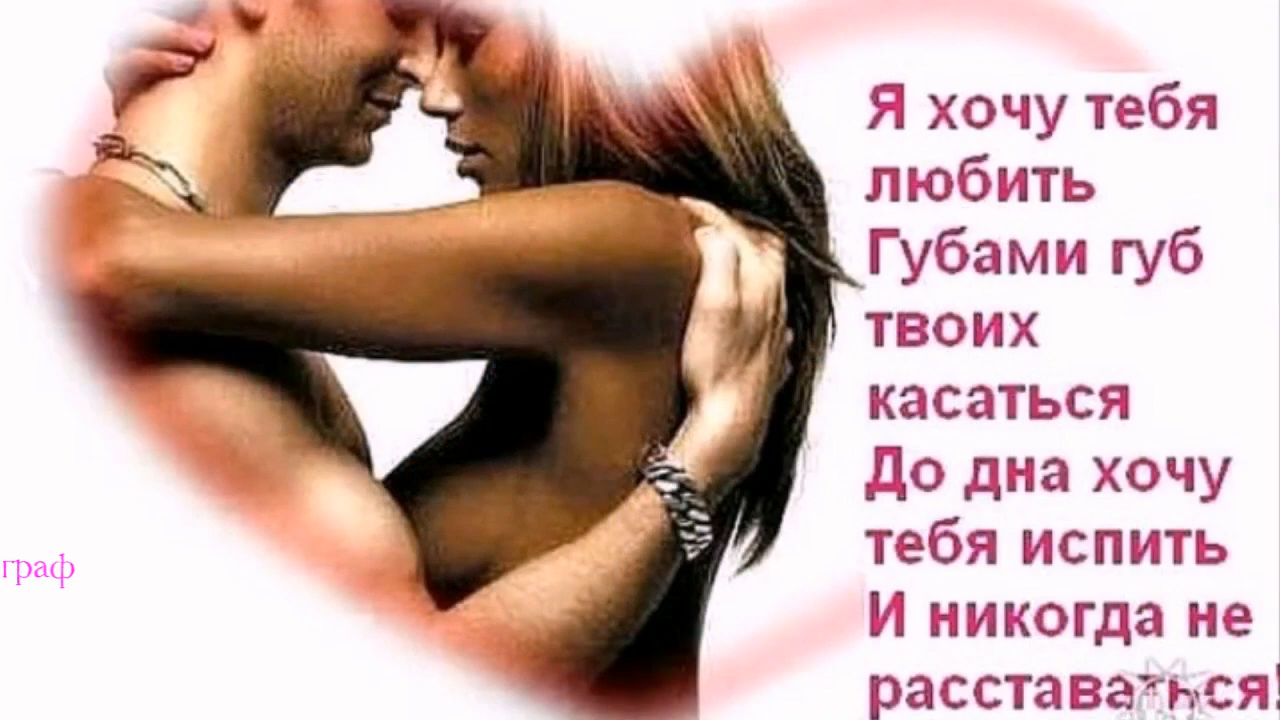 Я хочу тебя
любить
Губами губ
твоих
касаться
До дна хочу
тебя испить
И никогда не
расставаться!
граф